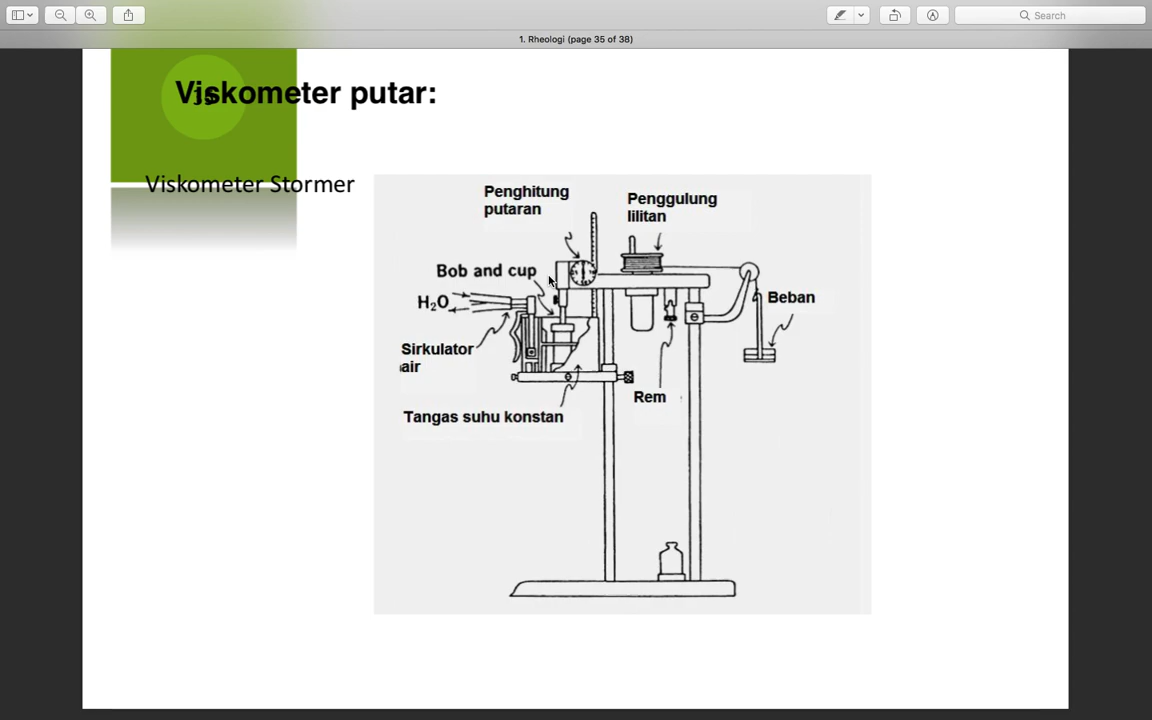 Search
1. Rheologi (page 35 of 38)
Viskometer putar:
35
Viskometer Stormer
Penghitung
putaran
Penggulung
lilitan
Bob and cup
H₂O
Beban
Sirkulator
air
Rem
Tangas suhu konstan